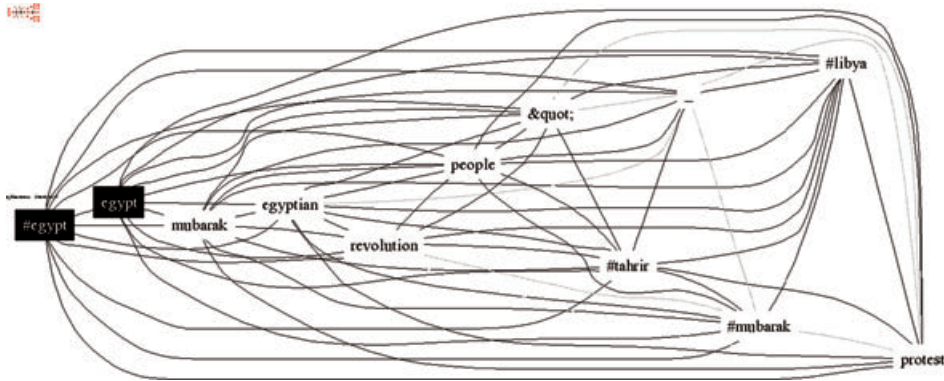 #libya
_
&quot;
people
egypt
egyptian
#egypt
mubarak
revolution
#tahrir
#mubarak
protest